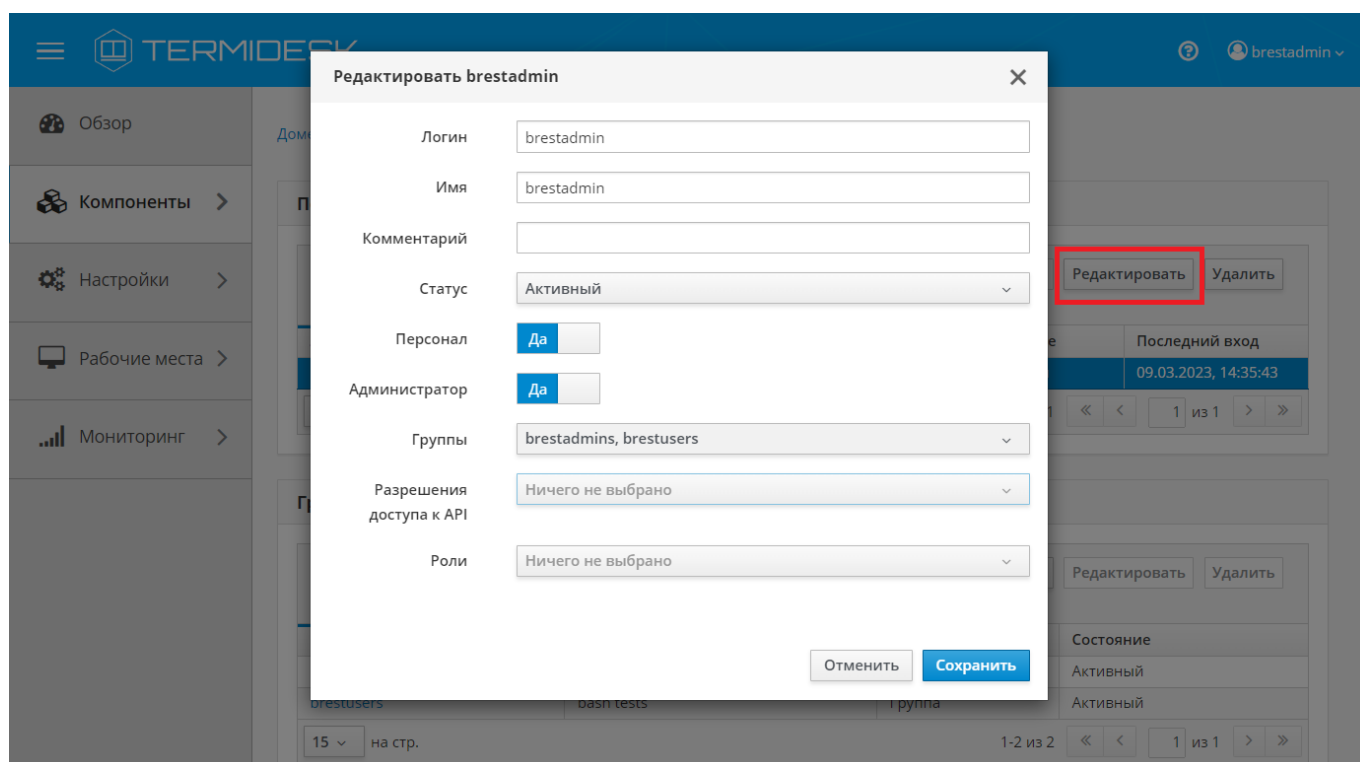 TERMIDESK
brestadmin
Редактировать brestadmin
Обзор
Компоненты
Настройки
Рабочие места
Мониторинг
Логин
brestadmin
Имя
brestadmin
Комментарий
Статус
Активный
Персонал
Да
Администратор
Да
Группы
brestadmins, brestusers
Разрешения
доступа к API
Ничего не выбрано
Роли
Ничего не выбрано
Отменить
Сохранить
Редактировать
Удалить
Последний вход
09.03.2023, 14:35:43
1 из 1
Редактировать
Удалить
Состояние
Активный
brestusers
bash tests
Группа
Активный
15
на стр.
1-2 из 2
1 из 1